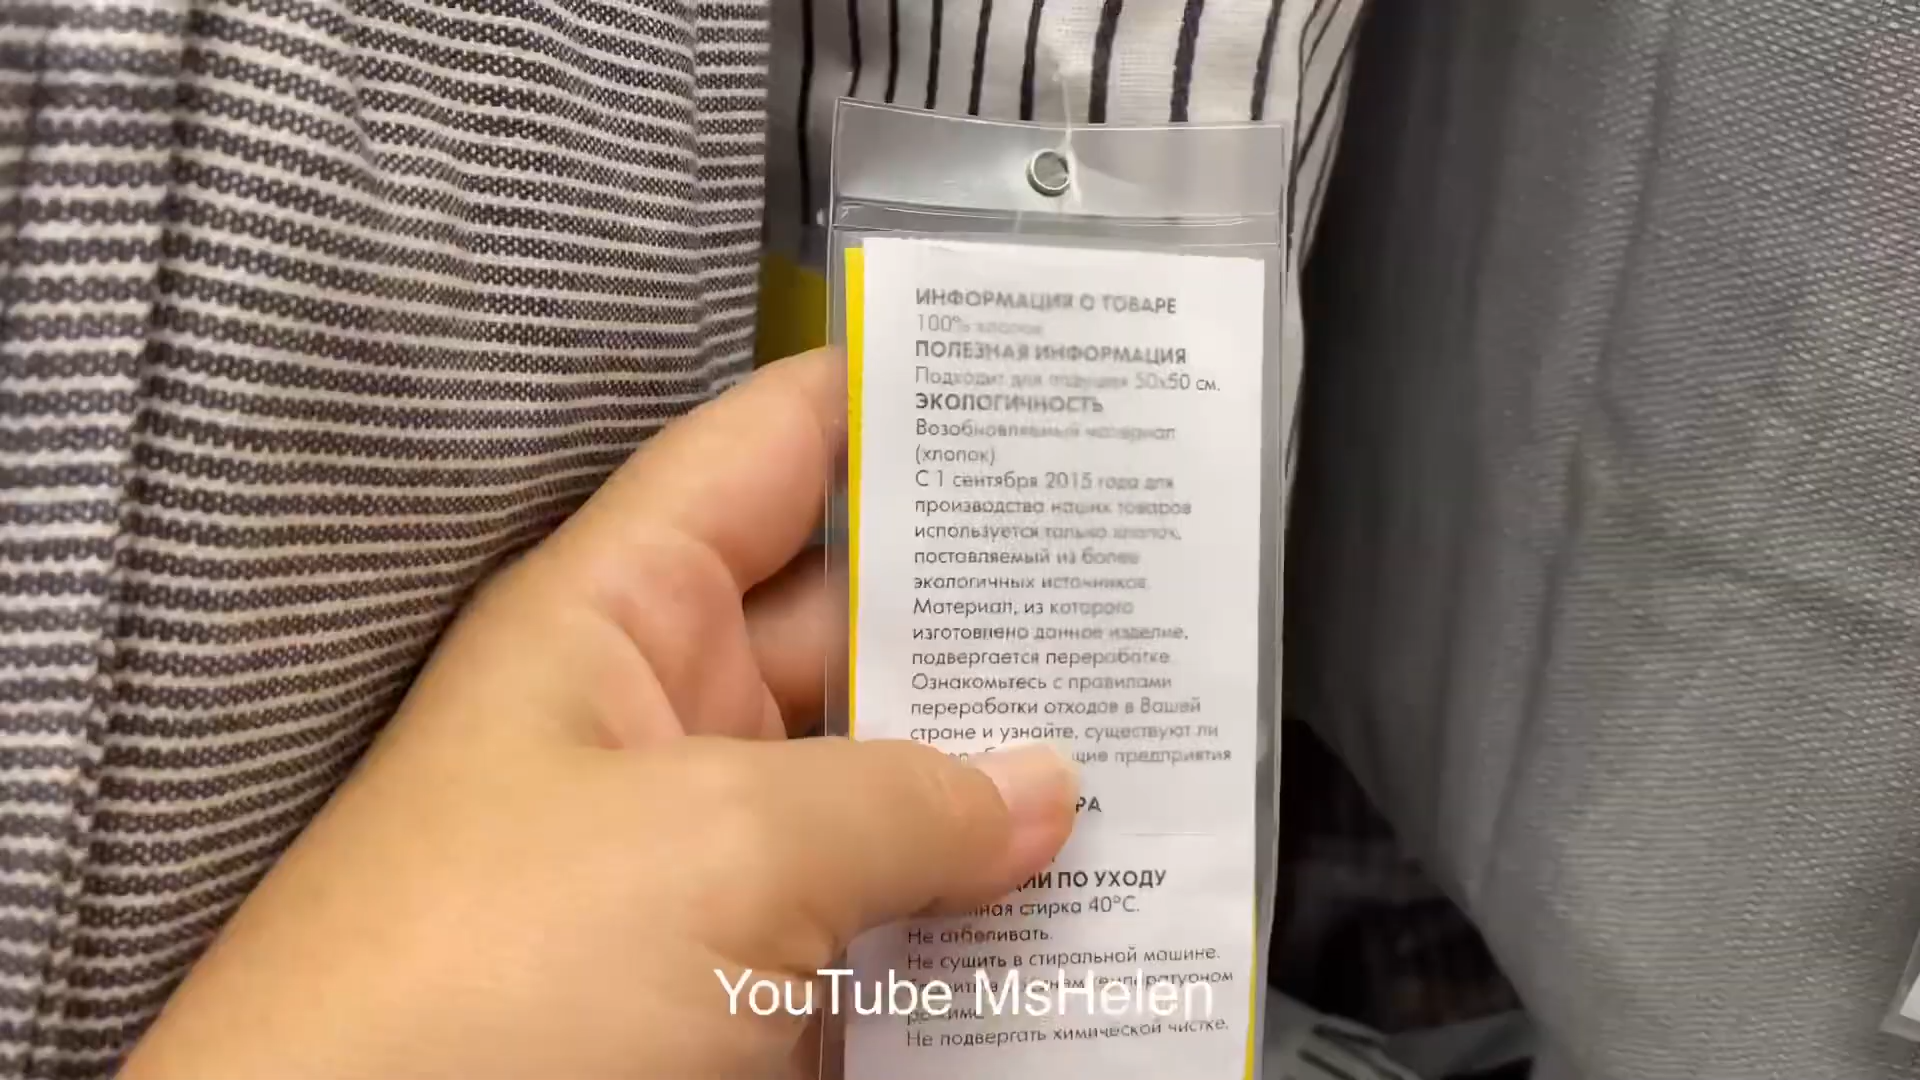 ИНФОРМАЦИЯ О ТОВАРЕ
100% хлопок
ПОЛЕЗНАЯ ИНФОРМАЦИЯ
Подходит для подушки 50x50 см.
ЭКОЛОГИЧНОСТЬ
Возобновляемый материал
(хлопок)
С 1 сентября 2015 года для
производства наших товаров
используется только хлопок,
поставляемый из более
экологичных источников.
Материал, из которого
изготовлено данное изделие,
подвергается переработке.
Ознакомьтесь с правилами
переработки отходов в Вашей
стране и узнайте, существуют ли
предприятия
ПО УХОДУ
стирка 40°C.
Не отбеливать.
Не сушить в стиральной машине.
температурном
режиме
Не подвергать химической чистке.
YouTube MsHelen